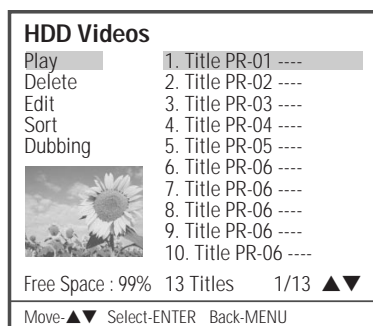 HDD Videos
Play
Delete
Edit
Sort
Dubbing
1. Title PR-01 ----
2. Title PR-02 ----
3. Title PR-03 ----
4. Title PR-04 ----
5. Title PR-05 ----
6. Title PR-06 ----
7. Title PR-06 ----
8. Title PR-06 ----
9. Title PR-06 ----
10. Title PR-06 ----
Free Space : 99% 13 Titles 1/13 ▲▼
Move-▲▼ Select-ENTER Back-MENU